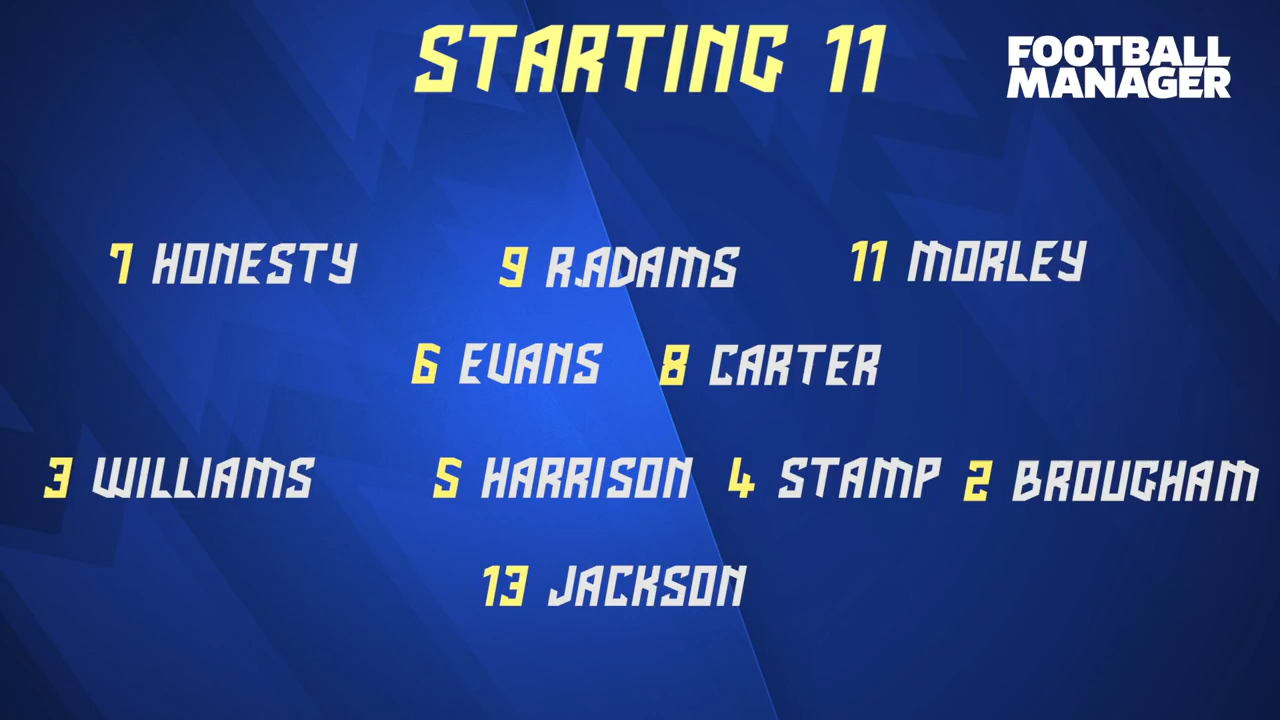 STARTING 11
FOOTBALL
MANAGER
7 HONESTY 9 R.ADAMS 11 MORLEY
6 EVANS 8 CARTER
3 WILLIAMS 5 HARRISON 4 STAMP 2 BROUGHAM
13 JACKSON